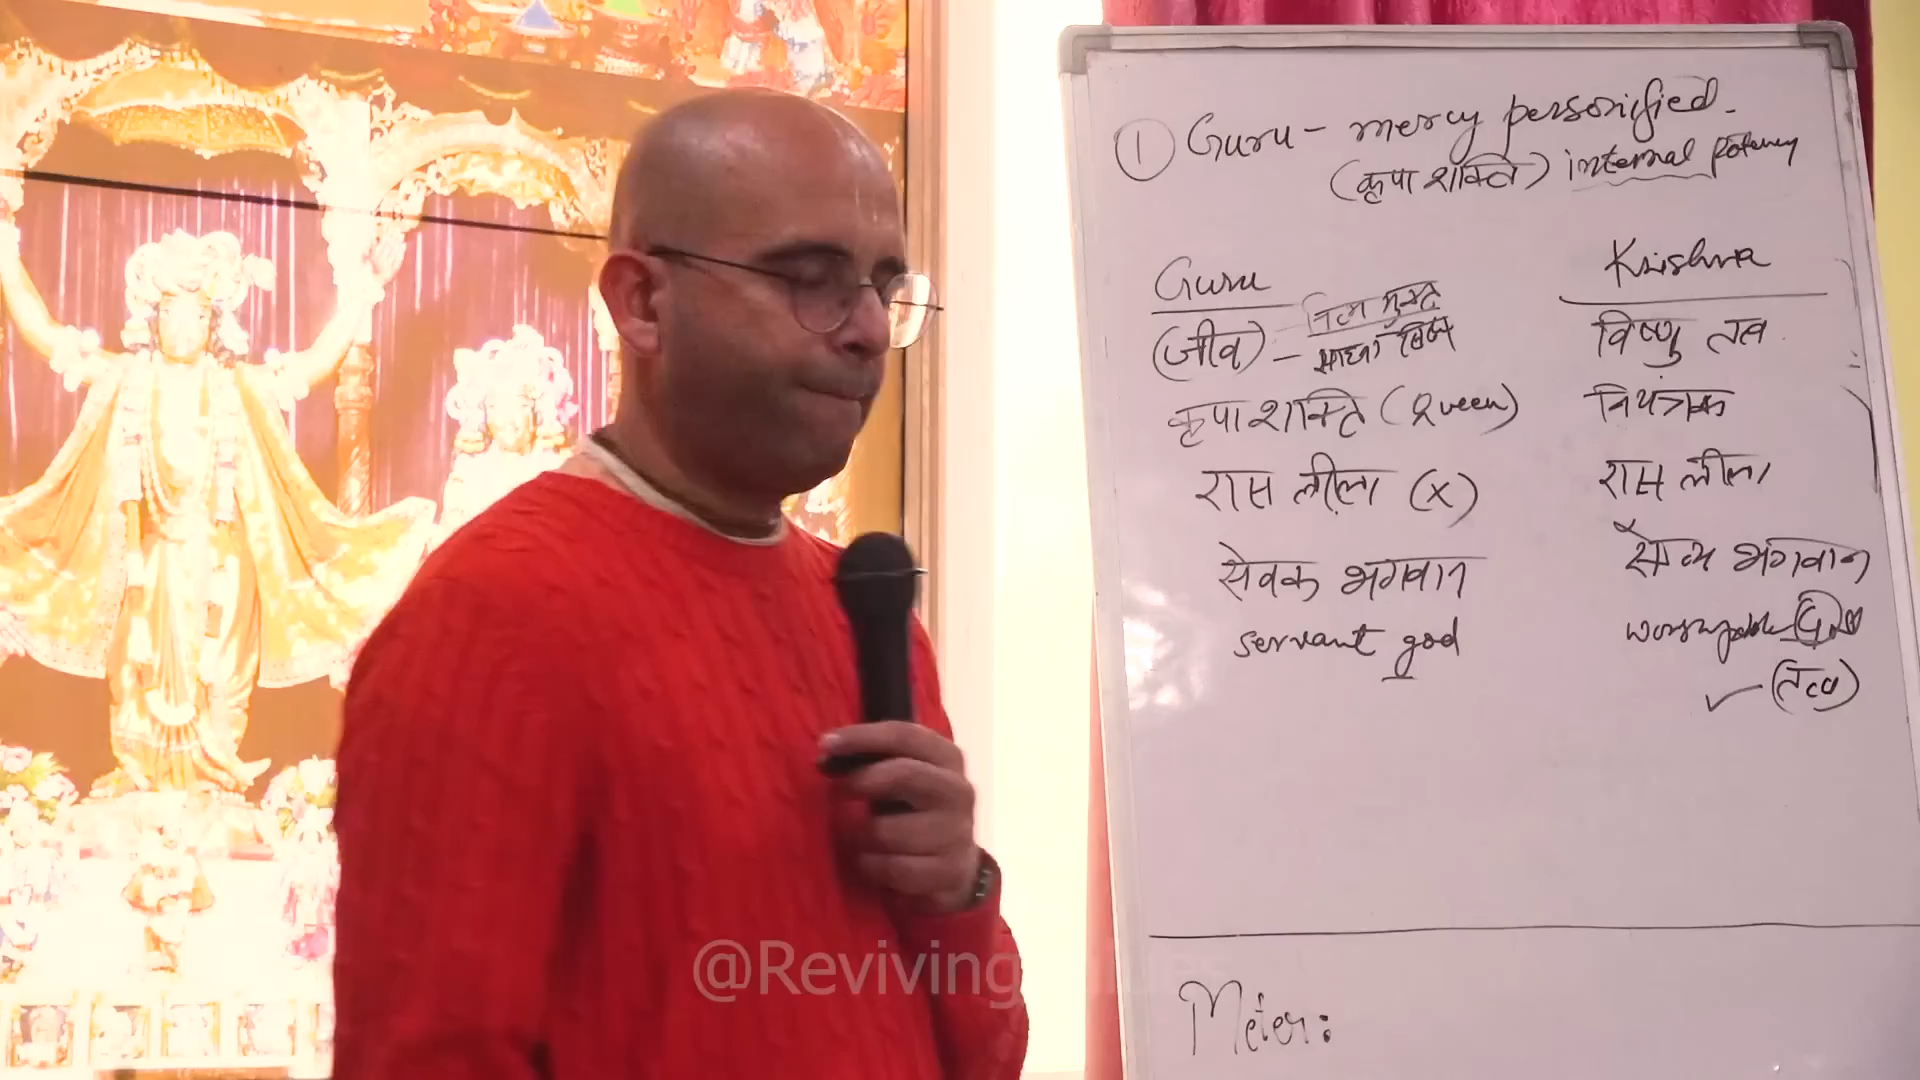 ① Guru - mercy personified -
(कृपा शक्ति) internal potency
Guru
Krishna
नित्य मुक्त
(जीव) -
विष्णु तत्व
कृपा शक्ति (Queen)
नियंत्रक
रास लीला (x)
रास लीला
सेवक भगवान
भगवान
servant god
(तत्व)
Meter:
@Reviving